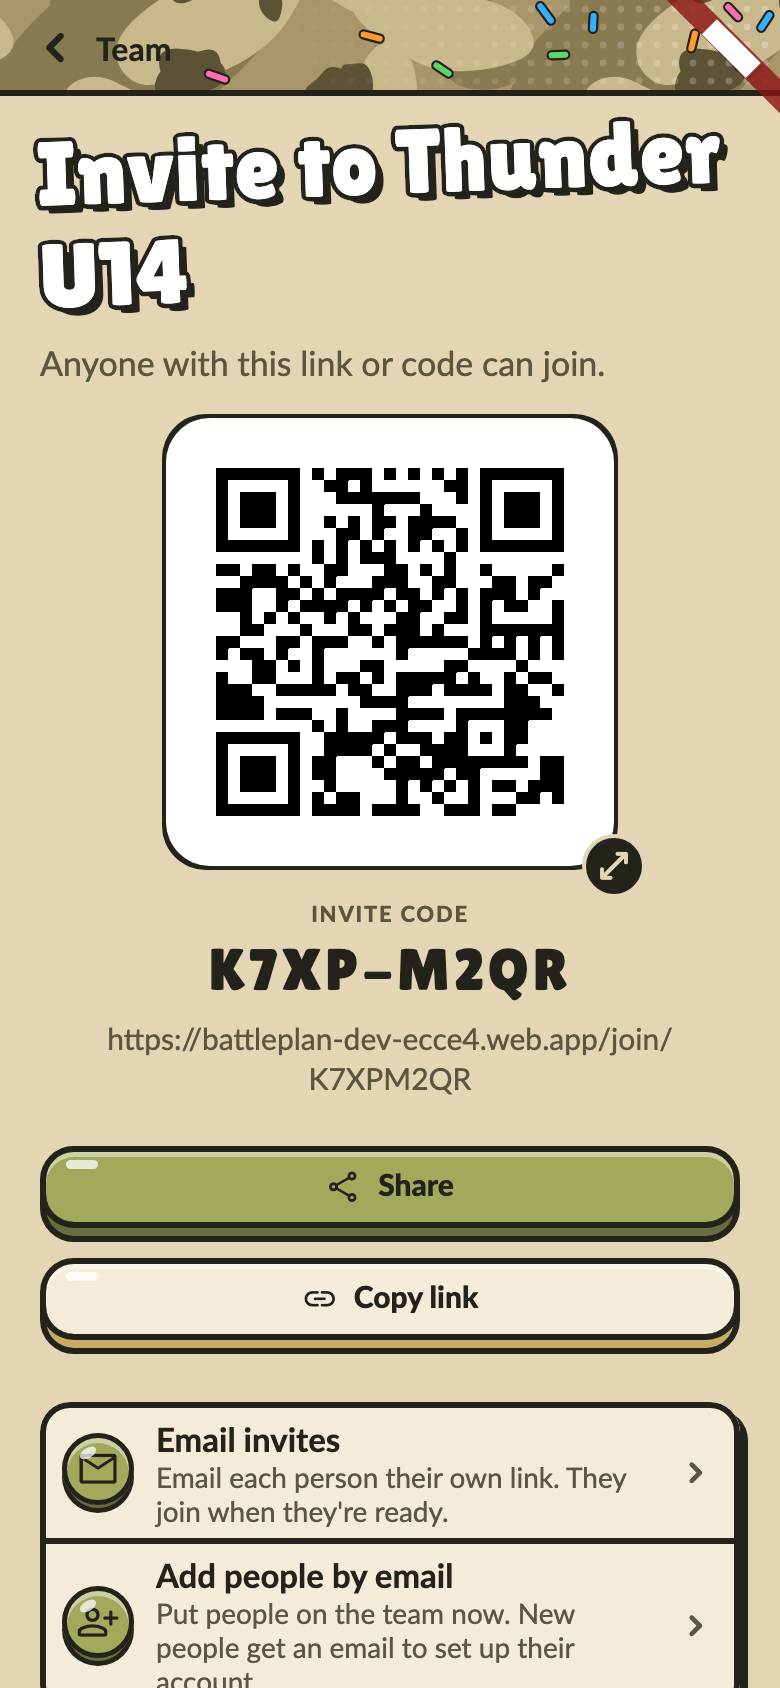 Team
Invite to Thunder
U14
Anyone with this link or code can join.
INVITE CODE
K7XP-M2QR
https://battleplan-dev-ecce4.web.app/join/
K7XPM2QR
Share
Copy link
Email invites
Email each person their own link. They
join when they're ready.
Add people by email
Put people on the team now. New
people get an email to set up their
account